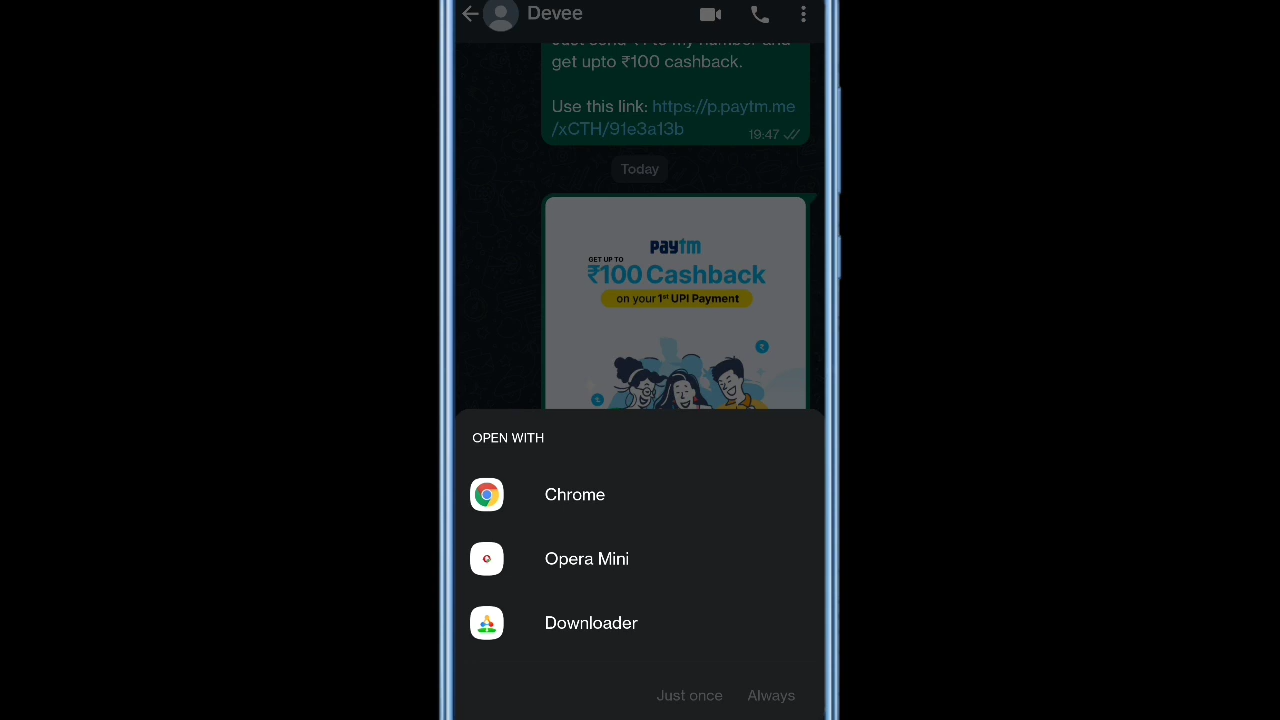 Devee
Just send ₹1 to my number and
get upto ₹100 cashback.
Use this link: https://p.paytm.me
/xCTH/91e3a13b
19:47
Today
paytm
GET UP TO
₹100 Cashback
on your 1st UPI Payment
OPEN WITH
Chrome
Opera Mini
Downloader
Just once Always